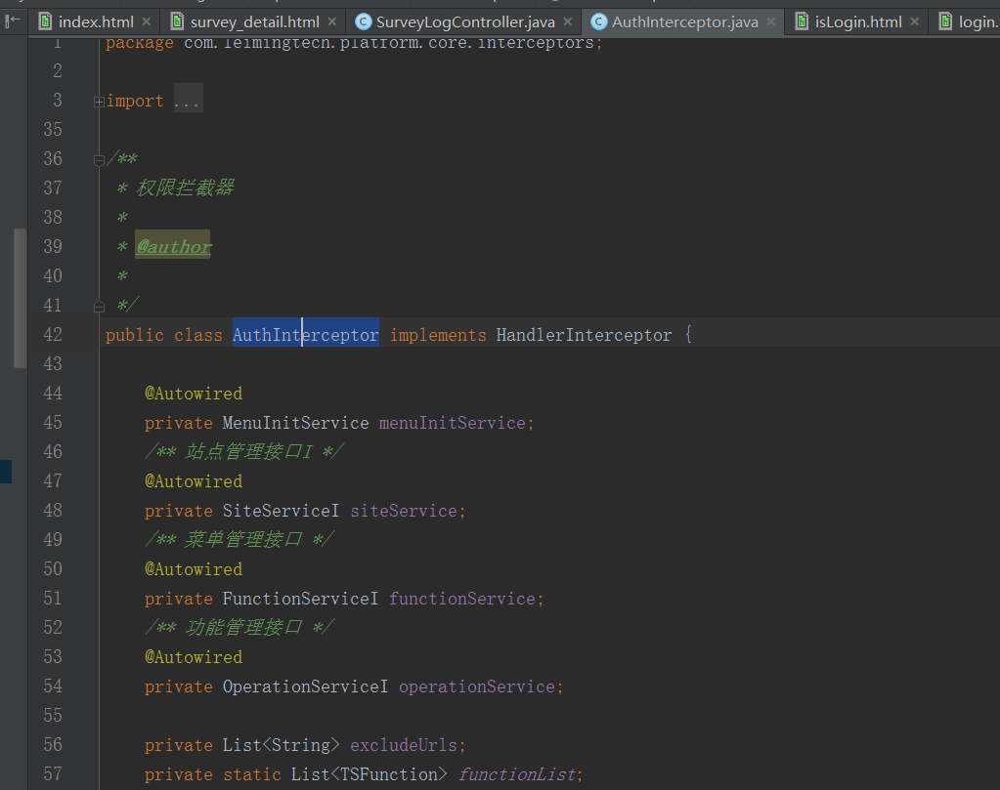 index.html survey_detail.html SurveyLogController.java AuthInterceptor.java isLogin.html login.
1 package com.leimingtech.platform.core.interceptors;
2
3 import ...
35
36 /**
37 * 权限拦截器
38 *
39 * @author
40 *
41 */
42 public class AuthInterceptor implements HandlerInterceptor {
43
44 @Autowired
45 private MenuInitService menuInitService;
46 /** 站点管理接口I */
47 @Autowired
48 private SiteServiceI siteService;
49 /** 菜单管理接口 */
50 @Autowired
51 private FunctionServiceI functionService;
52 /** 功能管理接口 */
53 @Autowired
54 private OperationServiceI operationService;
55
56 private List<String> excludeUrls;
57 private static List<TSFunction> functionList;